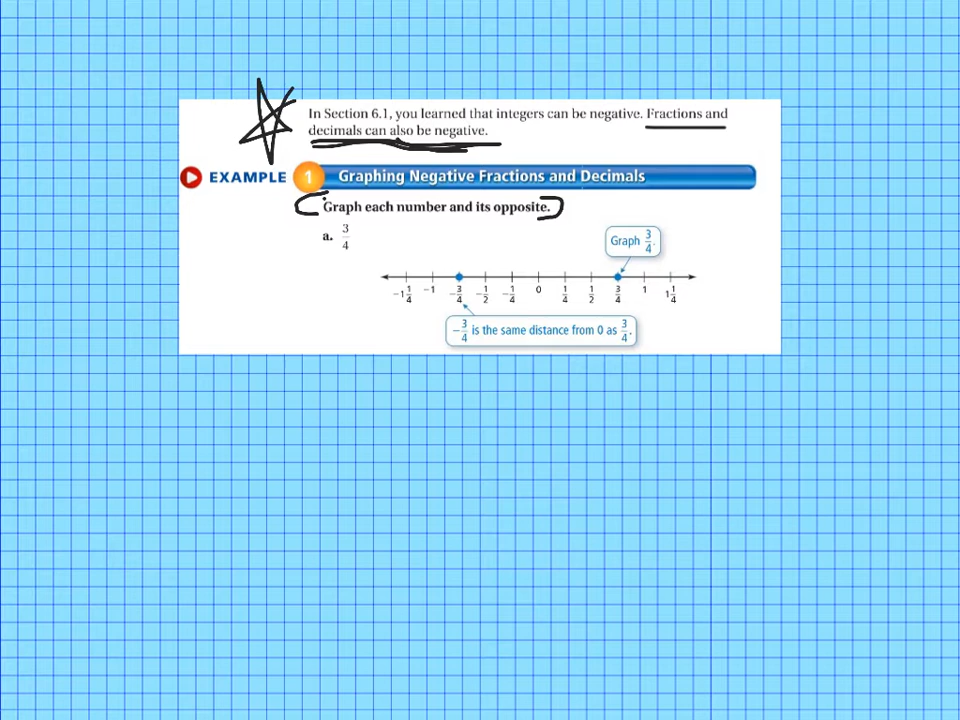 In Section 6.1, you learned that integers can be negative. Fractions and
decimals can also be negative.
EXAMPLE 1 Graphing Negative Fractions and Decimals
Graph each number and its opposite.
a. 3/4
Graph 3/4.
-1 1/4 -1 -3/4 -1/2 -1/4 0 1/4 1/2 3/4 1 1 1/4
-3/4 is the same distance from 0 as 3/4.